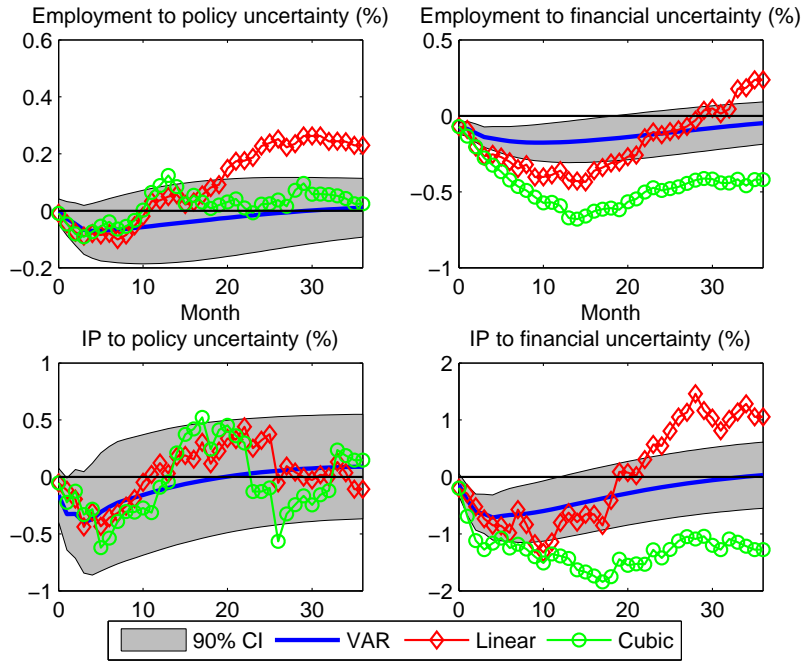 Employment to policy uncertainty (%)
0.6
0.4
0.2
0
−0.2
0 10 20 30
Month
Employment to financial uncertainty (%)
0.5
0
−0.5
−1
0 10 20 30
Month
IP to policy uncertainty (%)
1
0.5
0
−0.5
−1
0 10 20 30
IP to financial uncertainty (%)
2
1
0
−1
−2
0 10 20 30
90% CI VAR Linear Cubic